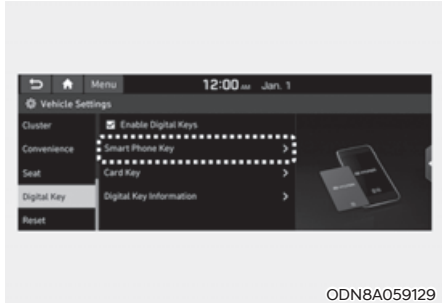 Menu 12:00 AM Jan. 1
Vehicle Settings
Cluster
Enable Digital Keys
Convenience
Smart Phone Key
Seat
Card Key
Digital Key
Digital Key Information
Reset
ODN8A059129